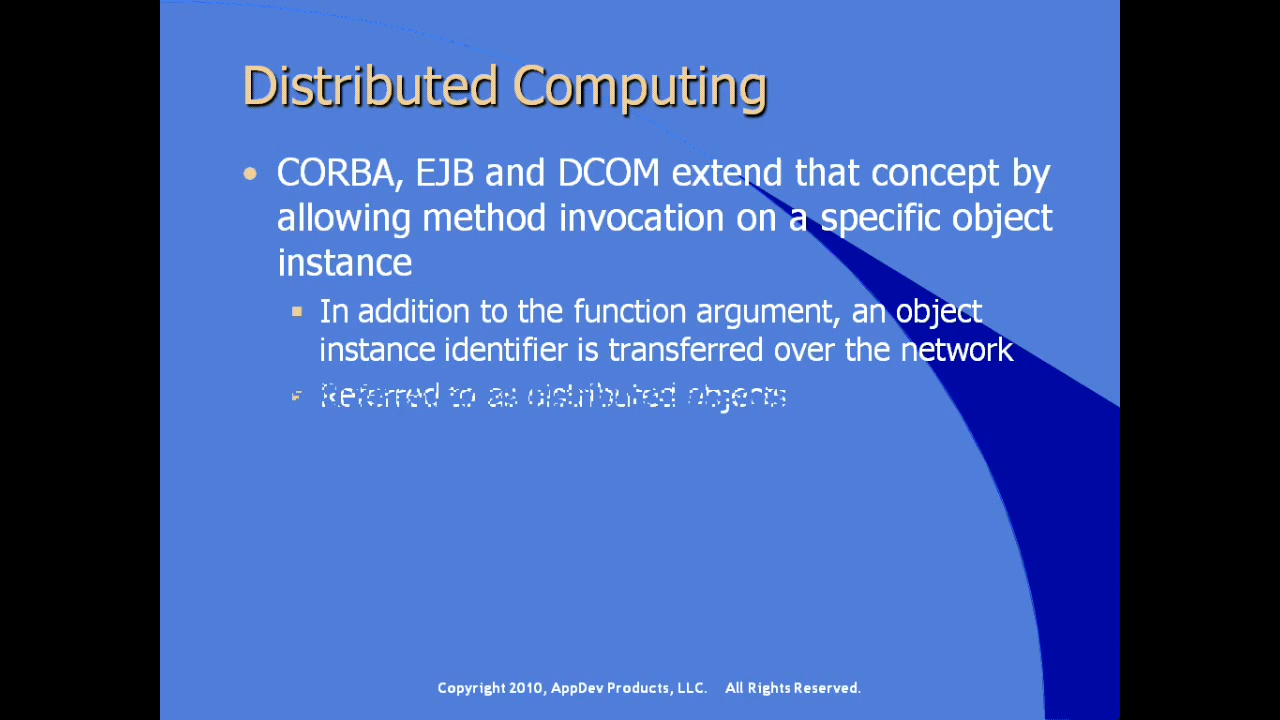 Distributed Computing
CORBA, EJB and DCOM extend that concept by
allowing method invocation on a specific object
instance
In addition to the function argument, an object
instance identifier is transferred over the network
Referred to as distributed objects
Copyright 2010, AppDev Products, LLC. All Rights Reserved.